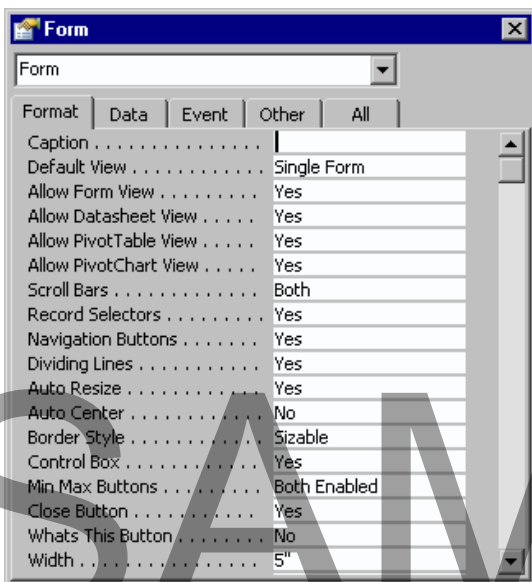 Form
Form
Format Data Event Other All
Caption . . . . . . . . . . . . . . .
Default View . . . . . . . . . . . . Single Form
Allow Form View . . . . . . . . . Yes
Allow Datasheet View . . . . . Yes
Allow PivotTable View . . . . . Yes
Allow PivotChart View . . . . . Yes
Scroll Bars . . . . . . . . . . . . . Both
Record Selectors . . . . . . . . . Yes
Navigation Buttons . . . . . . . Yes
Dividing Lines . . . . . . . . . . . Yes
Auto Resize . . . . . . . . . . . . Yes
Auto Center . . . . . . . . . . . . No
Border Style . . . . . . . . . . . . Sizable
Control Box . . . . . . . . . . . . . Yes
Min Max Buttons . . . . . . . . . Both Enabled
Close Button . . . . . . . . . . . . Yes
Whats This Button . . . . . . . . No
Width . . . . . . . . . . . . . . . . 5"